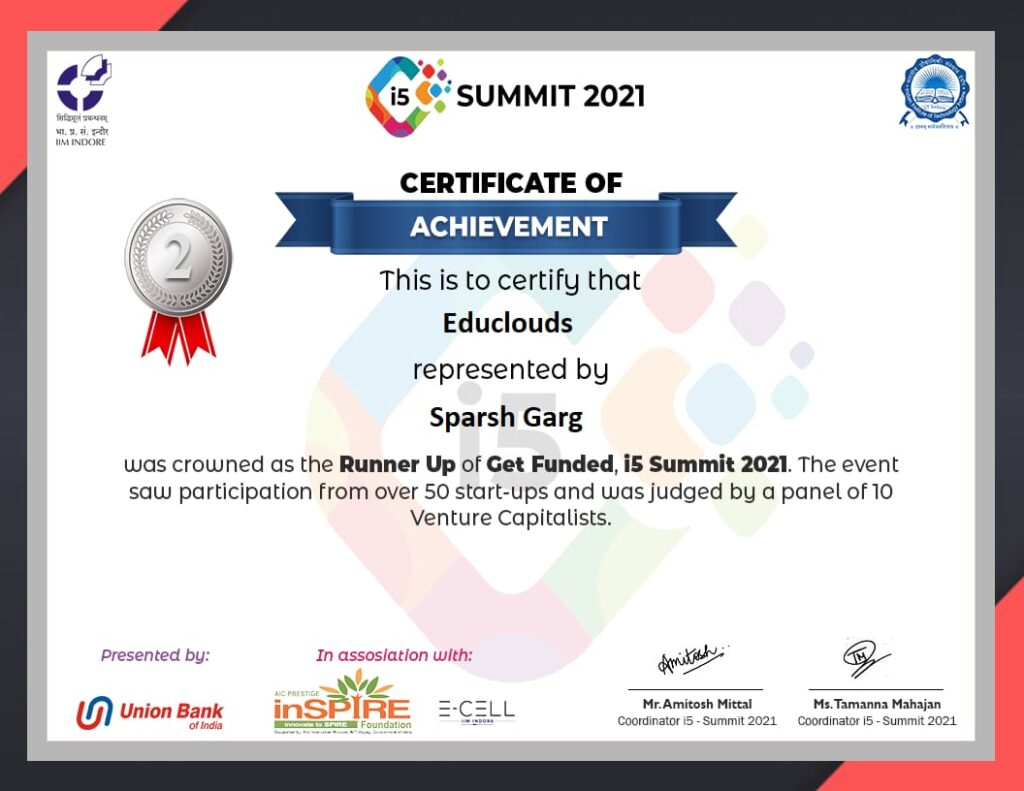 सिद्धिमूलं प्रबन्धनम्
भा. प्र. सं. इन्दौर
IIM INDORE
i5 SUMMIT 2021
CERTIFICATE OF
ACHIEVEMENT
2
This is to certify that
Educlouds
represented by
Sparsh Garg
i5
was crowned as the Runner Up of Get Funded, i5 Summit 2021. The event
saw participation from over 50 start-ups and was judged by a panel of 10
Venture Capitalists.
Presented by:
Union Bank
of India
In assosiation with:
AIC-PRESTIGE
inSPIRE
innovate to SPIRE Foundation
E-CELL
IIM INDORE
Amitosh
Mr. Amitosh Mittal
Coordinator i5 - Summit 2021
TM
Ms. Tamanna Mahajan
Coordinator i5 - Summit 2021